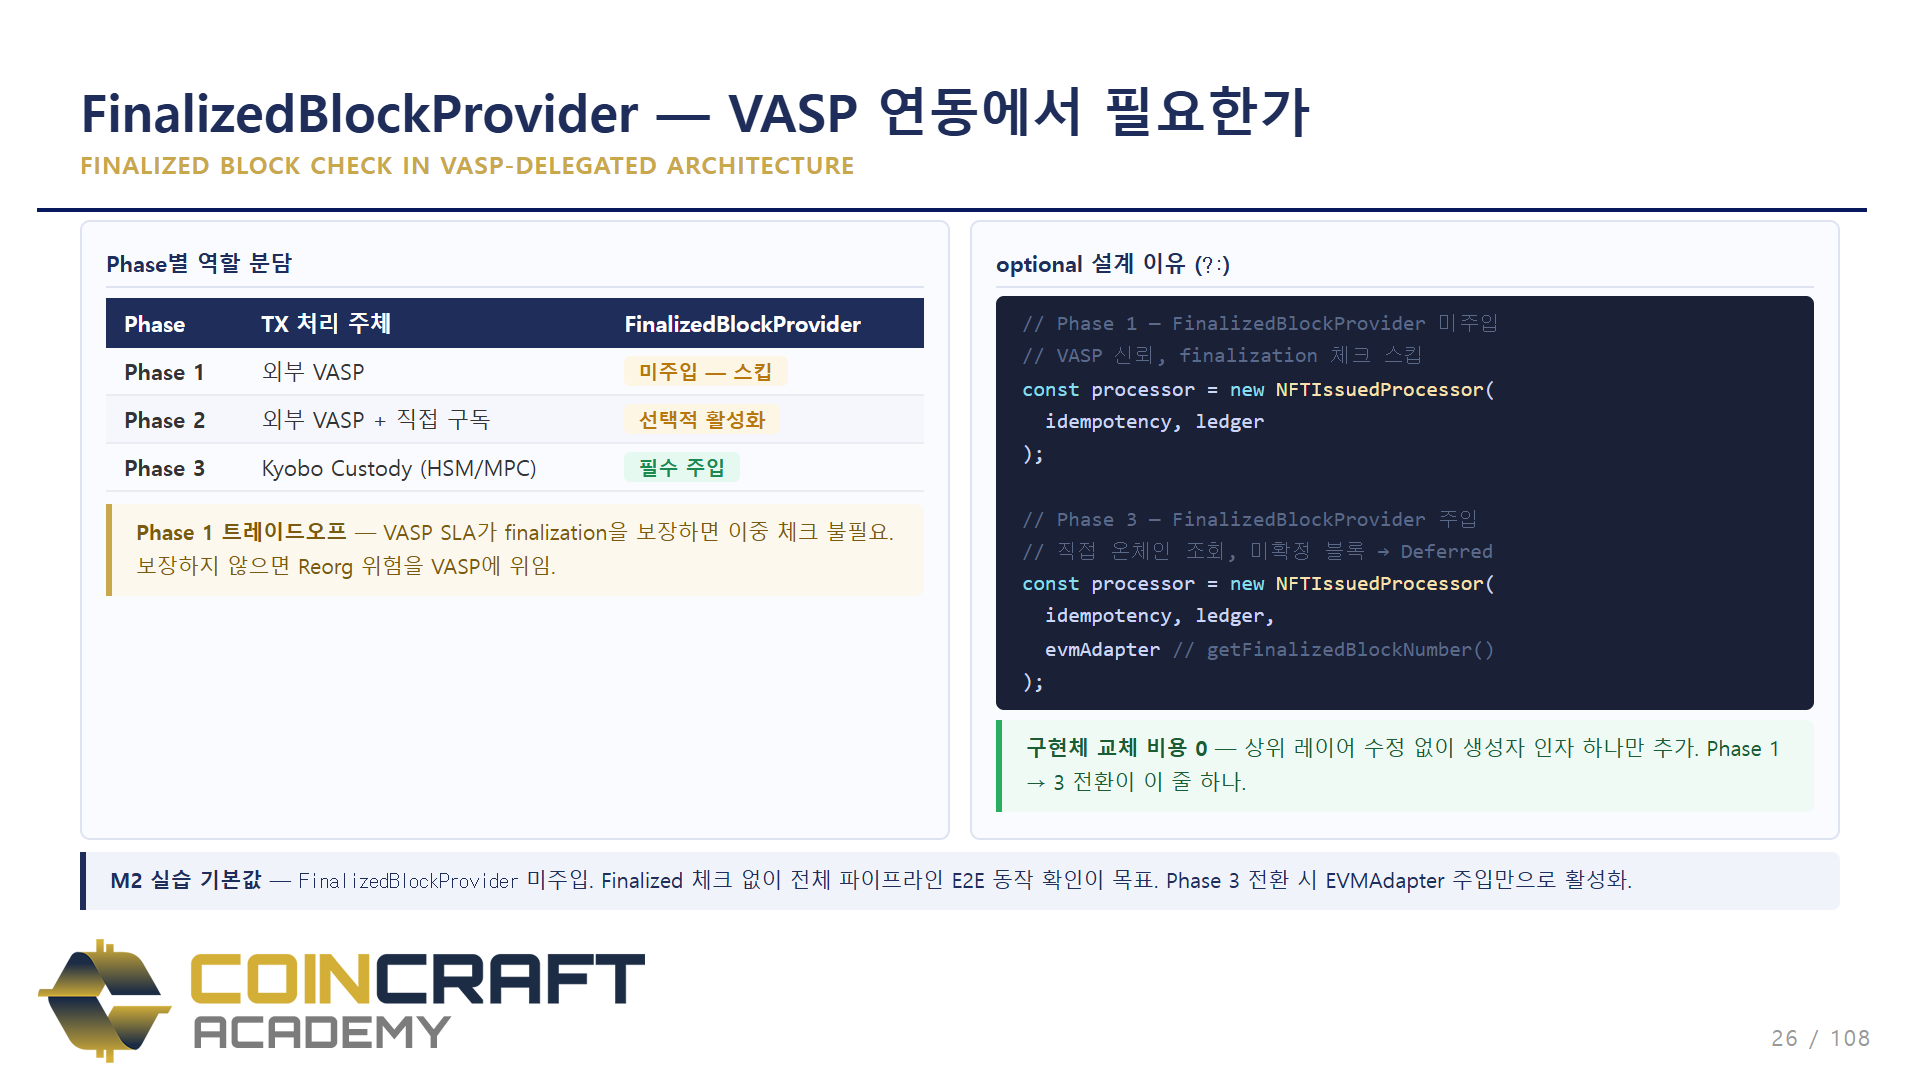 FinalizedBlockProvider — VASP 연동에서 필요한가
FINALIZED BLOCK CHECK IN VASP-DELEGATED ARCHITECTURE
Phase별 역할 분담
Phase TX 처리 주체 FinalizedBlockProvider
Phase 1 외부 VASP 미주입 — 스킵
Phase 2 외부 VASP + 직접 구독 선택적 활성화
Phase 3 Kyobo Custody (HSM/MPC) 필수 주입
Phase 1 트레이드오프 — VASP SLA가 finalization을 보장하면 이중 체크 불필요.
보장하지 않으면 Reorg 위험을 VASP에 위임.
optional 설계 이유 (?:)
// Phase 1 — FinalizedBlockProvider 미주입
// VASP 신뢰, finalization 체크 스킵
const processor = new NFTIssuedProcessor(
idempotency, ledger
);
// Phase 3 — FinalizedBlockProvider 주입
// 직접 온체인 조회, 미확정 블록 → Deferred
const processor = new NFTIssuedProcessor(
idempotency, ledger,
evmAdapter // getFinalizedBlockNumber()
);
구현체 교체 비용 0 — 상위 레이어 수정 없이 생성자 인자 하나만 추가. Phase 1
→ 3 전환이 이 줄 하나.
M2 실습 기본값 — FinalizedBlockProvider 미주입. Finalized 체크 없이 전체 파이프라인 E2E 동작 확인이 목표. Phase 3 전환 시 EVMAdapter 주입만으로 활성화.
COINCRAFT
ACADEMY
26 / 108